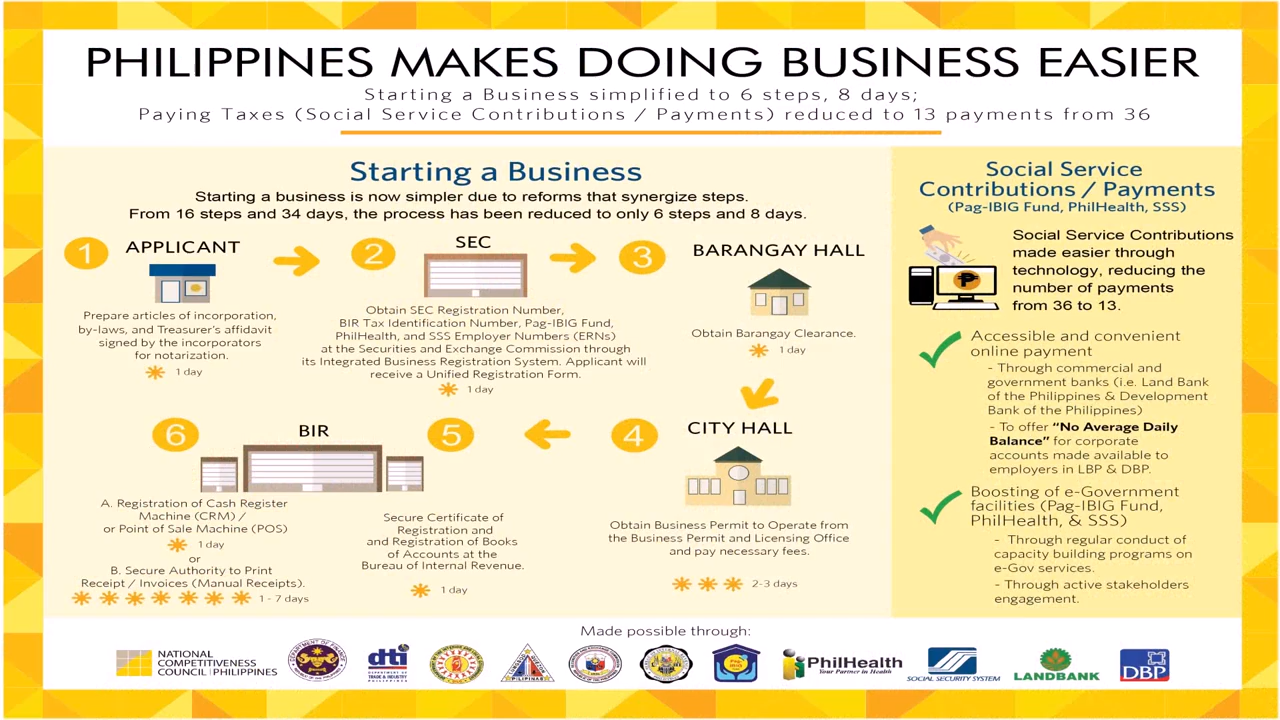 PHILIPPINES MAKES DOING BUSINESS EASIER
Starting a Business simplified to 6 steps, 8 days;
Paying Taxes (Social Service Contributions / Payments) reduced to 13 payments from 36
Starting a Business
Starting a business is now simpler due to reforms that synergize steps.
From 16 steps and 34 days, the process has been reduced to only 6 steps and 8 days.
1
APPLICANT
Prepare articles of incorporation,
by-laws, and Treasurer's affidavit
signed by the incorporators
for notarization.
1 day
2
SEC
Obtain SEC Registration Number,
BIR Tax Identification Number, Pag-IBIG Fund,
PhilHealth, and SSS Employer Numbers (ERNs)
at the Securities and Exchange Commission through
its Integrated Business Registration System. Applicant will
receive a Unified Registration Form.
1 day
3
BARANGAY HALL
Obtain Barangay Clearance.
1 day
4
CITY HALL
Obtain Business Permit to Operate from
the Business Permit and Licensing Office
and pay necessary fees.
2-3 days
5
Secure Certificate of
Registration and
and Registration of Books
of Accounts at the
Bureau of Internal Revenue.
1 day
6
BIR
A. Registration of Cash Register
Machine (CRM) /
or Point of Sale Machine (POS)
1 day
or
B. Secure Authority to Print
Receipt / Invoices (Manual Receipts).
1 - 7 days
Social Service
Contributions / Payments
(Pag-IBIG Fund, PhilHealth, SSS)
Social Service Contributions
made easier through
technology, reducing the
number of payments
from 36 to 13.
Accessible and convenient
online payment
- Through commercial and
government banks (i.e. Land Bank
of the Philippines & Development
Bank of the Philippines)
- To offer "No Average Daily
Balance" for corporate
accounts made available to
employers in LBP & DBP.
Boosting of e-Government
facilities (Pag-IBIG Fund,
PhilHealth, & SSS)
- Through regular conduct of
capacity building programs on
e-Gov services.
- Through active stakeholders
engagement.
Made possible through:
NATIONAL
COMPETITIVENESS
COUNCIL PHILIPPINES
dti
DEPARTMENT OF
TRADE & INDUSTRY
PHILIPPINES
PILIPINAS
PhilHealth
Your Partner in Health
SOCIAL SECURITY SYSTEM
LANDBANK
DBP